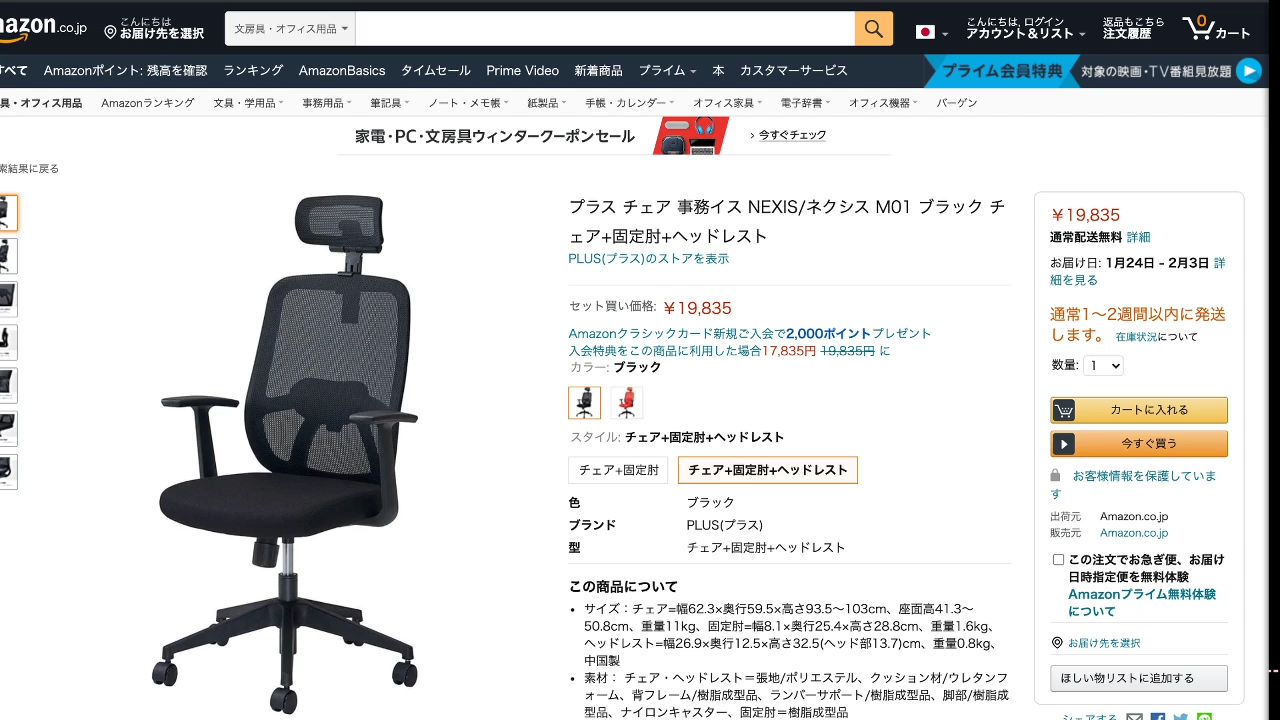 mazon.co.jp
こんにちは
お届け先を選択
文房具・オフィス用品
こんにちは, ログイン
アカウント&リスト
返品もこちら
注文履歴
0
カート
すべて Amazonポイント: 残高を確認 ランキング AmazonBasics タイムセール Prime Video 新着商品 プライム 本 カスタマーサービス
プライム会員特典 対象の映画・TV番組見放題
具・オフィス用品 Amazonランキング 文具・学用品 事務用品 筆記具 ノート・メモ帳 紙製品 手帳・カレンダー オフィス家具 電子辞書 オフィス機器 バーゲン
家電・PC・文房具ウィンタークーポンセール › 今すぐチェック
索結果に戻る
プラス チェア 事務イス NEXIS/ネクシス M01 ブラック チ
ェア+固定肘+ヘッドレスト
PLUS(プラス)のストアを表示
セット買い価格: ￥19,835
Amazonクラシックカード新規ご入会で2,000ポイントプレゼント
入会特典をこの商品に利用した場合17,835円 19,835円 に
カラー: ブラック
スタイル: チェア+固定肘+ヘッドレスト
チェア+固定肘 チェア+固定肘+ヘッドレスト
色 ブラック
ブランド PLUS(プラス)
型 チェア+固定肘+ヘッドレスト
この商品について
• サイズ：チェア=幅62.3×奥行59.5×高さ93.5〜103cm、座面高41.3〜
50.8cm、重量11kg、固定肘=幅8.1×奥行25.4×高さ28.8cm、重量1.6kg、
ヘッドレスト=幅26.9×奥行12.5×高さ32.5(ヘッド部13.7)cm、重量0.8kg、
中国製
• 素材： チェア・ヘッドレスト＝張地/ポリエステル、クッション材/ウレタンフ
ォーム、背フレーム/樹脂成型品、ランバーサポート/樹脂成型品、脚部/樹脂成
型品、ナイロンキャスター、固定肘＝樹脂成型品
￥19,835
通常配送無料 詳細
お届け日: 1月24日 - 2月3日 詳
細を見る
通常1〜2週間以内に発送
します。 在庫状況について
数量: 1
カートに入れる
今すぐ買う
お客様情報を保護していま
す
出荷元 Amazon.co.jp
販売元 Amazon.co.jp
この注文でお急ぎ便、お届け
日時指定便を無料体験
Amazonプライム無料体験
について
お届け先を選択
ほしい物リストに追加する
シェアする